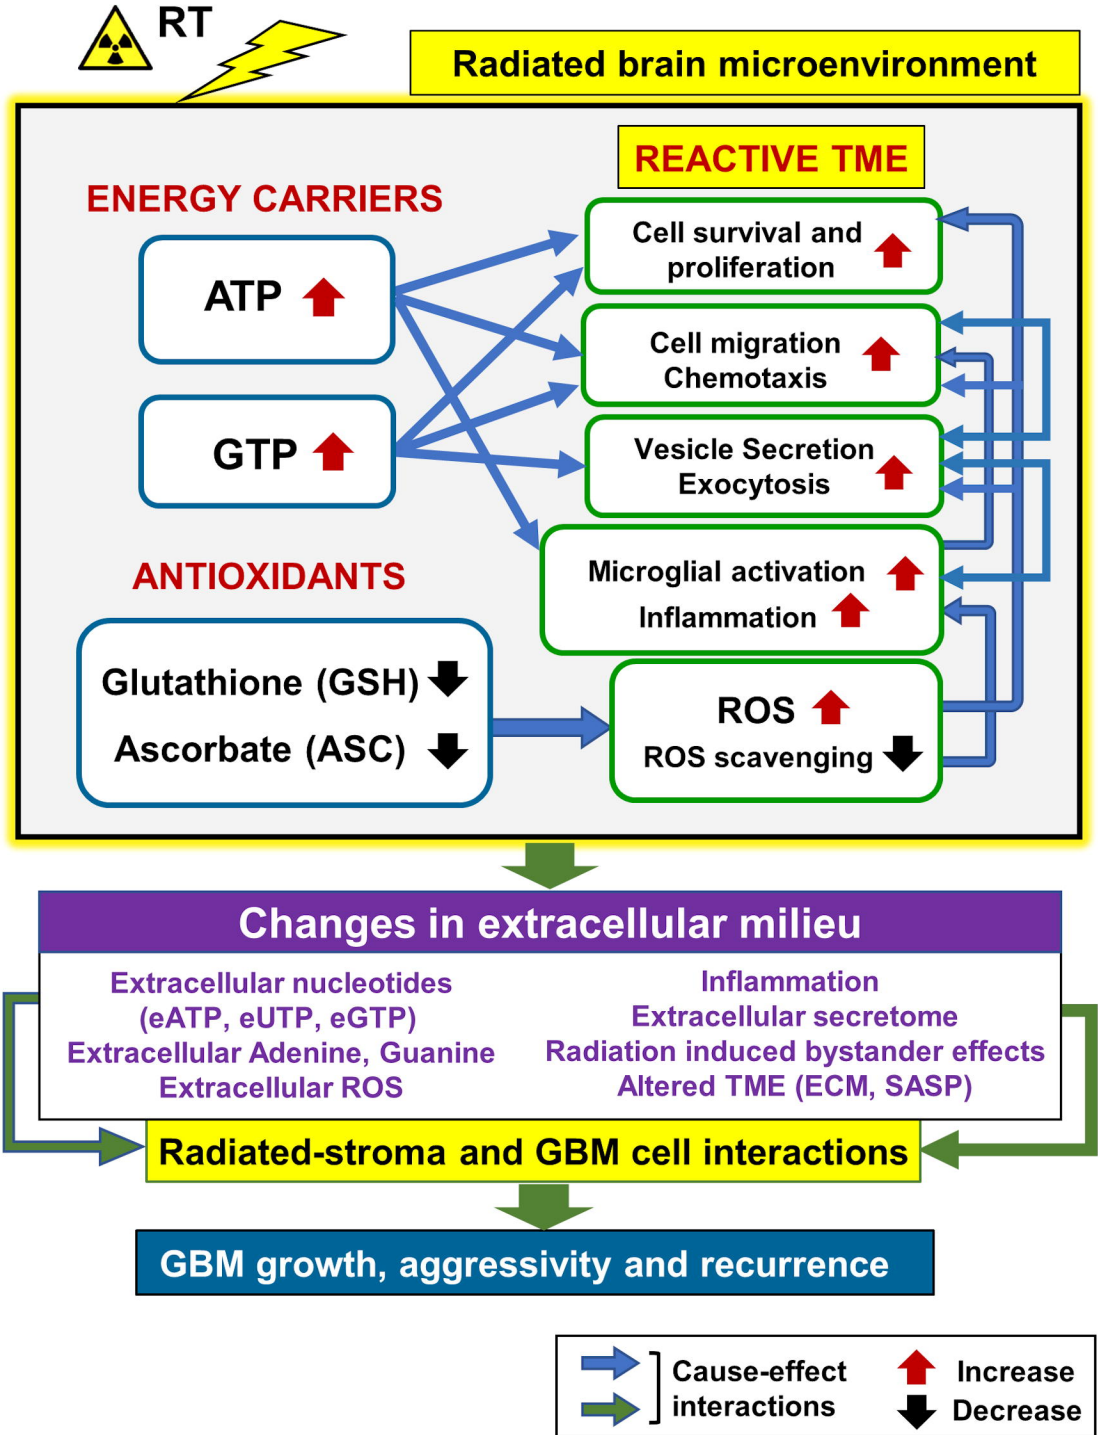 RT
Radiated brain microenvironment
REACTIVE TME
ENERGY CARRIERS
ATP
GTP
Cell survival and
proliferation
Cell migration
Chemotaxis
Vesicle Secretion
Exocytosis
Microglial activation
Inflammation
ANTIOXIDANTS
Glutathione (GSH)
Ascorbate (ASC)
ROS
ROS scavenging
Changes in extracellular milieu
Extracellular nucleotides
(eATP, eUTP, eGTP)
Extracellular Adenine, Guanine
Extracellular ROS
Inflammation
Extracellular secretome
Radiation induced bystander effects
Altered TME (ECM, SASP)
Radiated-stroma and GBM cell interactions
GBM growth, aggressivity and recurrence
Cause-effect
interactions
Increase
Decrease